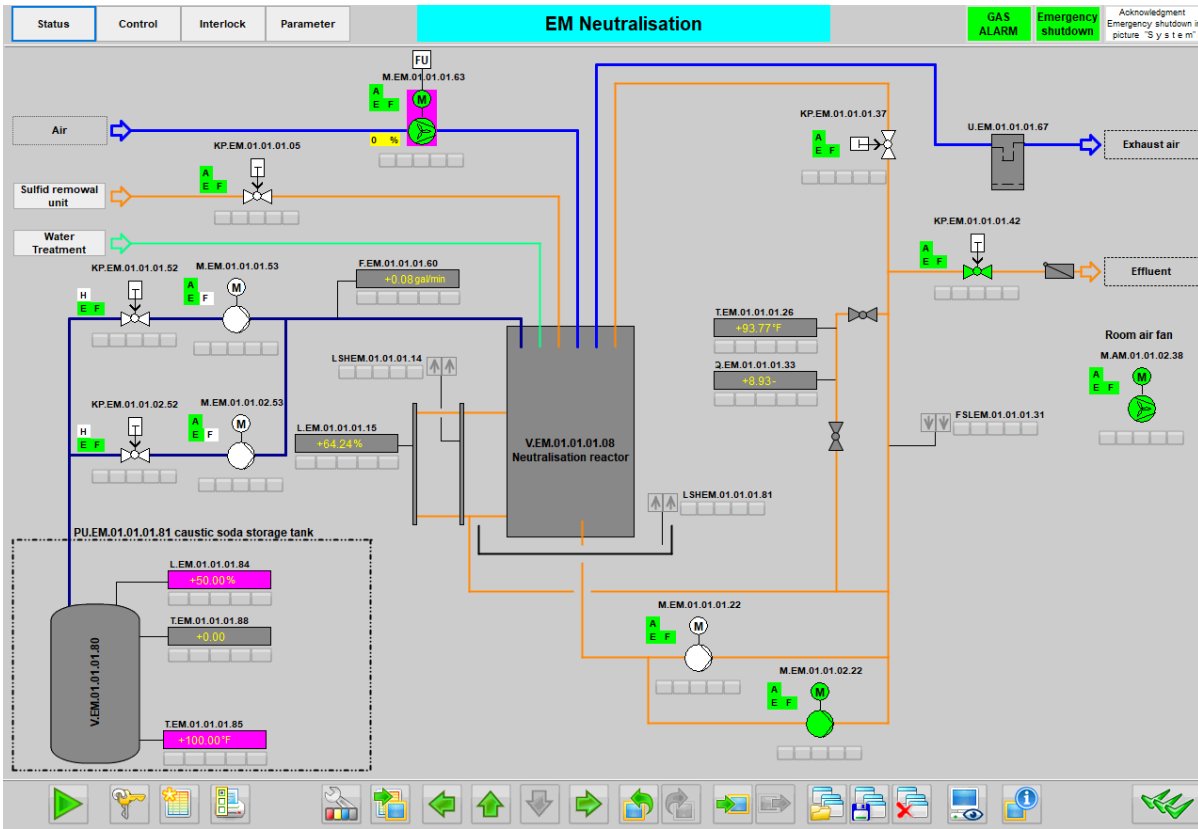 Status
Control
Interlock
Parameter
EM Neutralisation
GAS
ALARM
Emergency
shutdown
Acknowledgment
Emergency shutdown in
picture "S y s t e m"
FU
M.EM.01.01.01.63
A
E F
M
0 %
Air
KP.EM.01.01.01.05
A
E F
T
Sulfid removal
unit
Water
Treatment
KP.EM.01.01.01.37
A
E F
U.EM.01.01.01.67
Exhaust air
KP.EM.01.01.01.42
A
E F
T
Effluent
KP.EM.01.01.01.52
H
E F
T
M.EM.01.01.01.53
A
E F
M
F.EM.01.01.01.60
+0.08 gal/min
T.EM.01.01.01.26
+93.77°F
Q.EM.01.01.01.33
+8.93-
Room air fan
M.AM.01.01.02.38
A
E F
M
LSHEM.01.01.01.14
KP.EM.01.01.02.52
H
E F
T
M.EM.01.01.02.53
A
E F
M
L.EM.01.01.01.15
+64.24%
V.EM.01.01.01.08
Neutralisation reactor
FSLEM.01.01.01.31
LSHEM.01.01.01.81
PU.EM.01.01.01.81 caustic soda storage tank
L.EM.01.01.01.84
+50.00%
T.EM.01.01.01.88
+0.00
V.EM.01.01.01.80
T.EM.01.01.01.85
+100.00°F
M.EM.01.01.01.22
A
E F
M
M.EM.01.01.02.22
A
E F
M